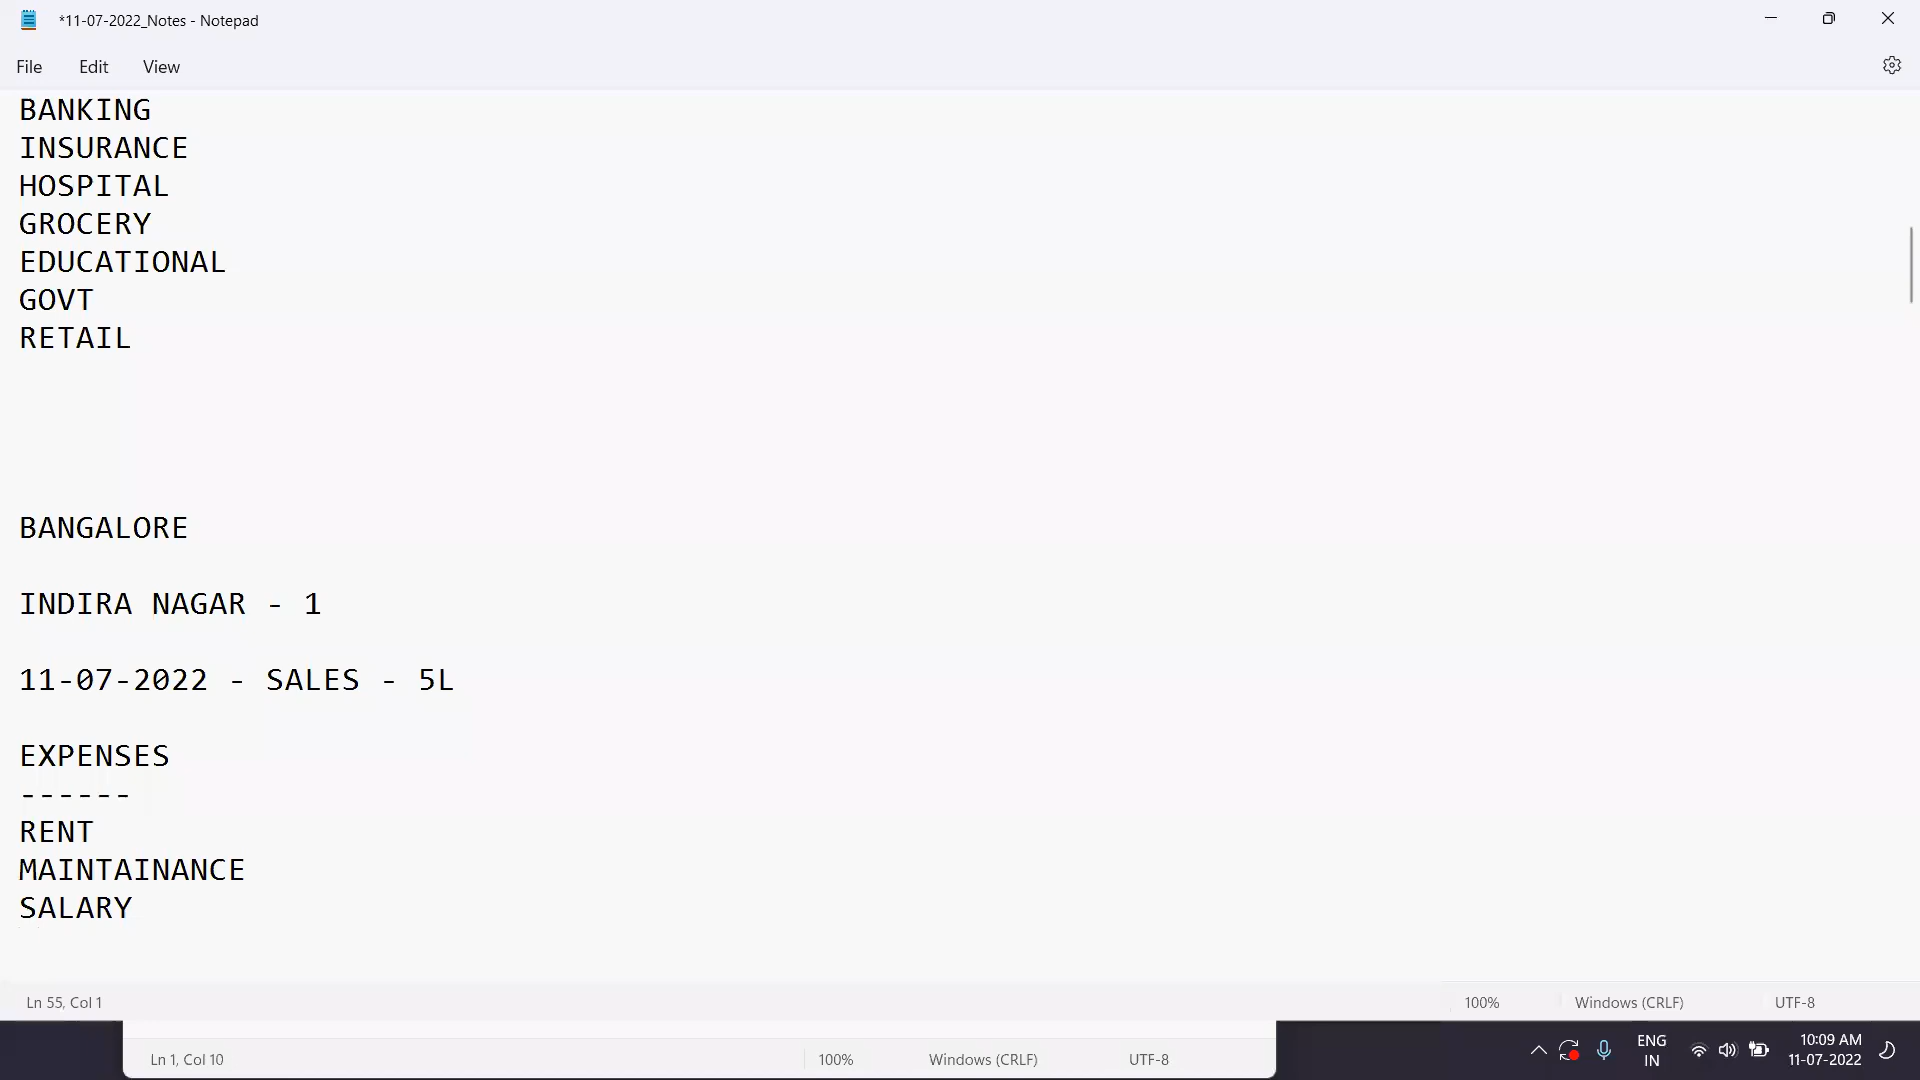 *11-07-2022_Notes - Notepad
File Edit View
BANKING
INSURANCE
HOSPITAL
GROCERY
EDUCATIONAL
GOVT
RETAIL
BANGALORE
INDIRA NAGAR - 1
11-07-2022 - SALES - 5L
EXPENSES
------
RENT
MAINTAINANCE
SALARY
Ln 55, Col 1 100% Windows (CRLF) UTF-8
Ln 1, Col 10 100% Windows (CRLF) UTF-8
ENG 10:09 AM
IN 11-07-2022